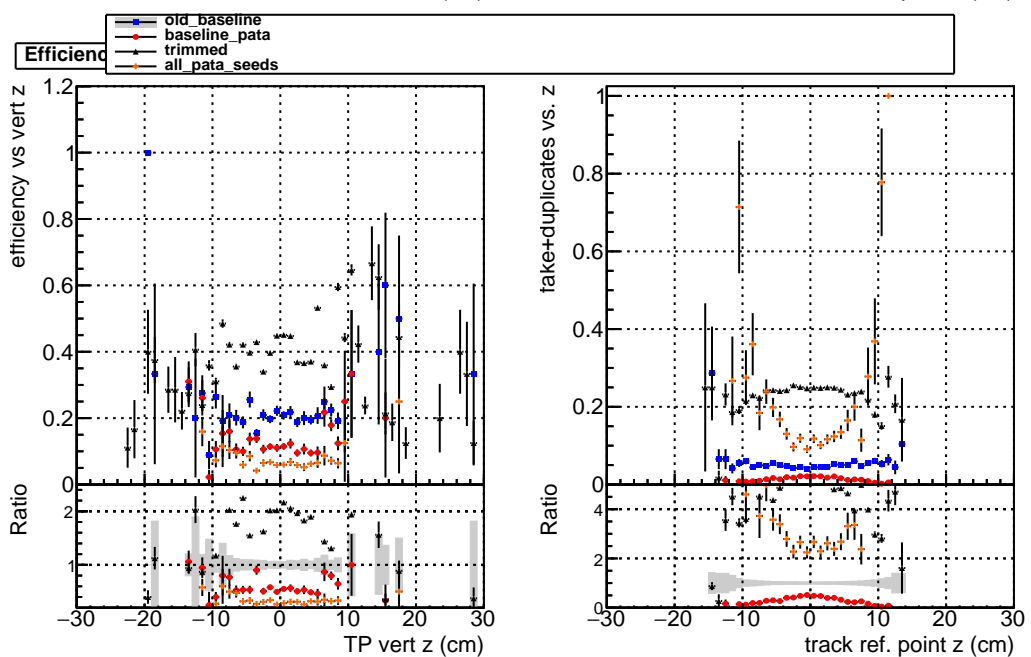 old_baseline
baseline_pata
trimmed
all_pata_seeds
Efficienc
efficiency vs vert z
1.2
1
0.8
0.6
0.4
0.2
0
Ratio
2
1
−30 −20 −10 0 10 20 30
TP vert z (cm)
fake+duplicates vs. z
1
0.8
0.6
0.4
0.2
0
Ratio
4
2
0
−30 −20 −10 0 10 20 30
track ref. point z (cm)